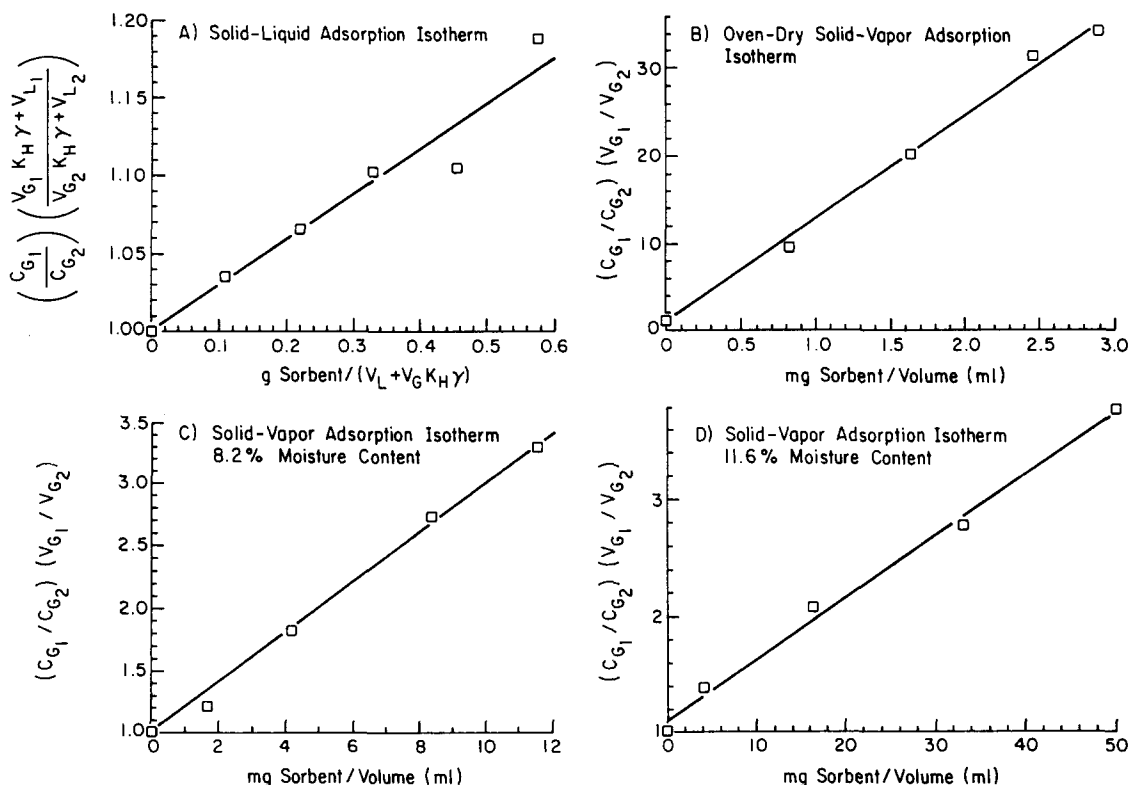 A) Solid-Liquid Adsorption Isotherm
(C_G1 / C_G2) (V_G1 K_H γ + V_L1 / V_G2 K_H γ + V_L2)
1.20
1.15
1.10
1.05
1.00
0 0.1 0.2 0.3 0.4 0.5 0.6
g Sorbent/(V_L + V_G K_H γ)
B) Oven-Dry Solid-Vapor Adsorption
Isotherm
(C_G1 / C_G2) (V_G1 / V_G2)
30
20
10
0
0 0.5 1.0 1.5 2.0 2.5 3.0
mg Sorbent/Volume (ml)
C) Solid-Vapor Adsorption Isotherm
8.2% Moisture Content
(C_G1 / C_G2) (V_G1 / V_G2)
3.5
3.0
2.5
2.0
1.5
1.0
0 2 4 6 8 10 12
mg Sorbent/Volume (ml)
D) Solid-Vapor Adsorption Isotherm
11.6% Moisture Content
(C_G1 / C_G2) (V_G1 / V_G2)
3
2
1
0 10 20 30 40 50
mg Sorbent/Volume (ml)